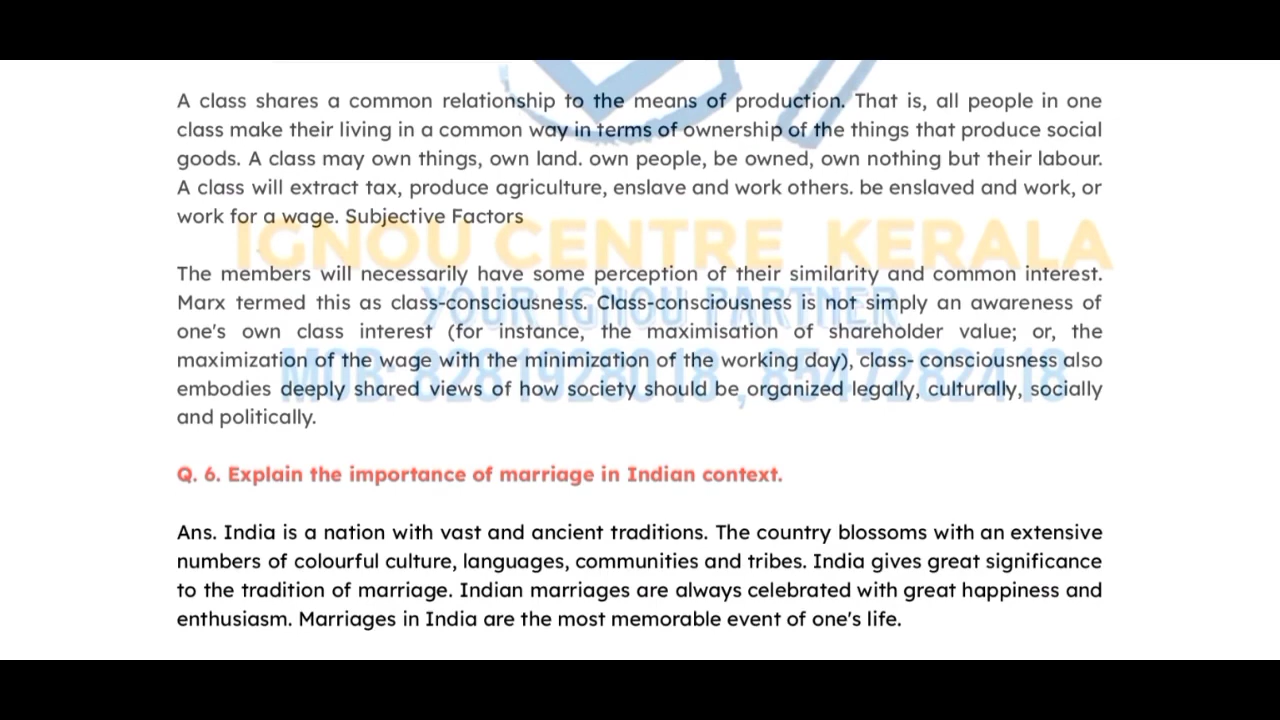 A class shares a common relationship to the means of production. That is, all people in one
class make their living in a common way in terms of ownership of the things that produce social
goods. A class may own things, own land. own people, be owned, own nothing but their labour.
A class will extract tax, produce agriculture, enslave and work others. be enslaved and work, or
work for a wage. Subjective Factors
IGNOU CENTRE KERALA
The members will necessarily have some perception of their similarity and common interest.
Marx termed this as class-consciousness. Class-consciousness is not simply an awareness of
YOUR IGNOU PARTNER
one's own class interest (for instance, the maximisation of shareholder value; or, the
maximization of the wage with the minimization of the working day), class- consciousness also
MOB:
embodies deeply shared views of how society should be organized legally, culturally, socially
and politically.
Q. 6. Explain the importance of marriage in Indian context.
Ans. India is a nation with vast and ancient traditions. The country blossoms with an extensive
numbers of colourful culture, languages, communities and tribes. India gives great significance
to the tradition of marriage. Indian marriages are always celebrated with great happiness and
enthusiasm. Marriages in India are the most memorable event of one's life.